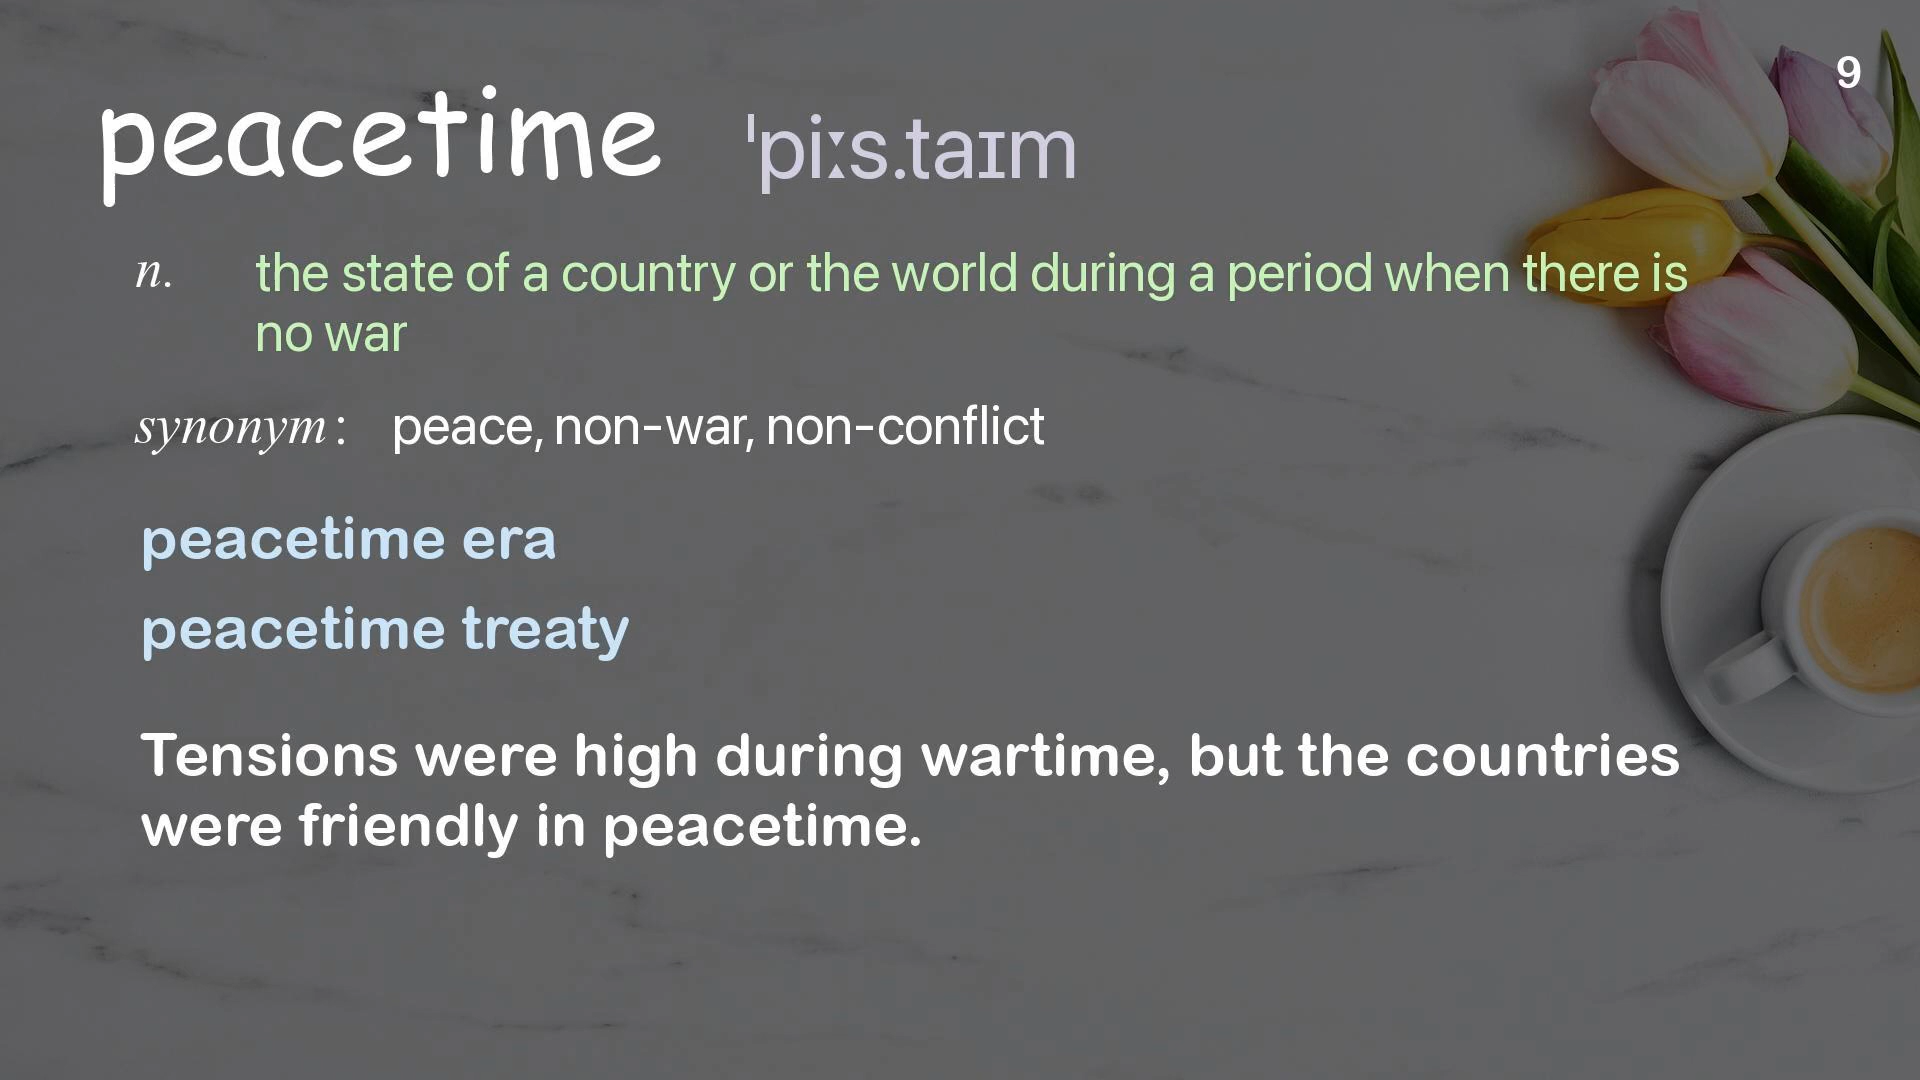 9
peacetime ˈpiːs.taɪm
n. the state of a country or the world during a period when there is
no war
synonym: peace, non-war, non-conflict
peacetime era
peacetime treaty
Tensions were high during wartime, but the countries
were friendly in peacetime.